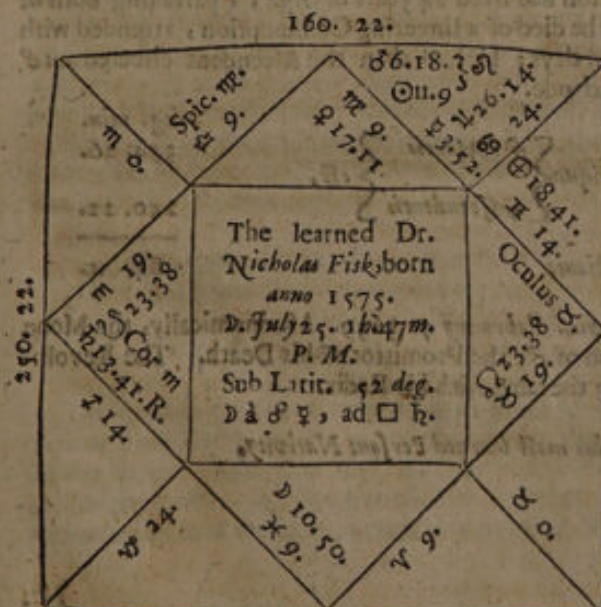 160. 22.
♂6.18. ♌
☉11.9
☿ 3.52.
♃ 26.14
♋ 24.
♍ 9.
♀ 17.11
Spic. ♍.
♎ 9.
♏ 0.
⊕ 18.41.
♊ 14.
Oculus ♉.
☊ 23.38
♉ 19.
♉ 0.
♈ 9.
☽ 10.50.
♓ 9.
♑ 24.
250. 22.
♏ 19.
☋ 23.38
Cor ♏
♄ 13.41. R.
♐ 14.
The learned Dr.
Nicholas Fisk, born
anno 1575.
D. July 25. 1h 47m.
P. M.
Sub Latit. 52 deg.
☽ à ☍ ☿, ad □ ♄.